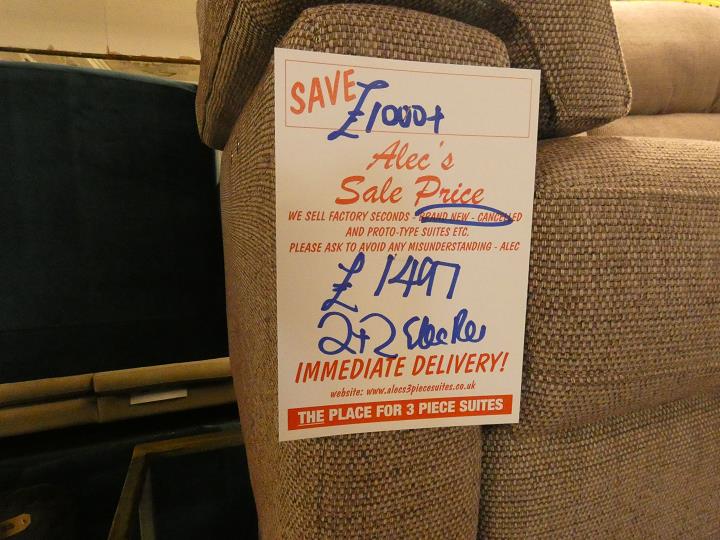 SAVE £1000+
Alec's
Sale Price
WE SELL FACTORY SECONDS - BRAND NEW - CANCELLED
AND PROTO-TYPE SUITES ETC.
PLEASE ASK TO AVOID ANY MISUNDERSTANDING - ALEC
£1497
2+2 Elec Rec
IMMEDIATE DELIVERY!
website: www.alecs3piecesuites.co.uk
THE PLACE FOR 3 PIECE SUITES